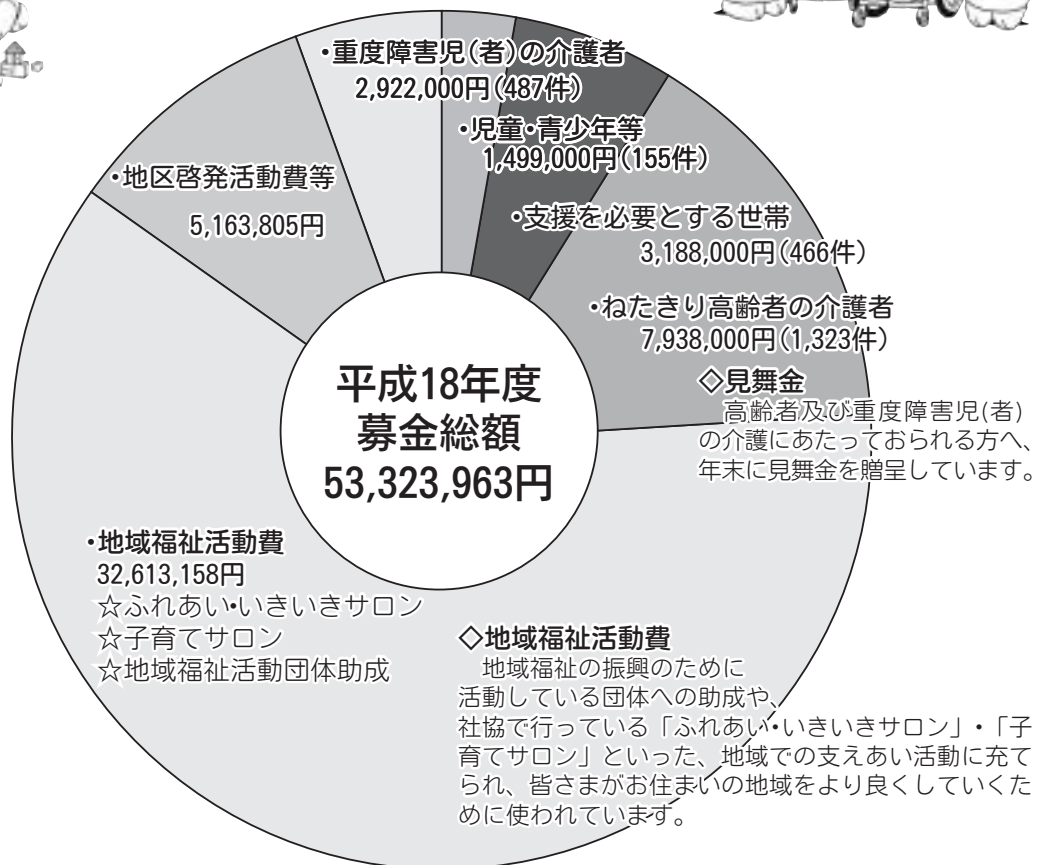 ・重度障害児(者)の介護者
2,922,000円(487件)
・児童・青少年等
1,499,000円(155件)
・地区啓発活動費等
5,163,805円
・支援を必要とする世帯
3,188,000円(466件)
・ねたきり高齢者の介護者
7,938,000円(1,323件)
◇見舞金
高齢者及び重度障害児(者)
の介護にあたっておられる方へ、
年末に見舞金を贈呈しています。
平成18年度
募金総額
53,323,963円
・地域福祉活動費
32,613,158円
☆ふれあい・いきいきサロン
☆子育てサロン
☆地域福祉活動団体助成
◇地域福祉活動費
地域福祉の振興のために
活動している団体への助成や、
社協で行っている「ふれあい・いきいきサロン」・「子
育てサロン」といった、地域での支えあい活動に充て
られ、皆さまがお住まいの地域をより良くしていくた
めに使われています。